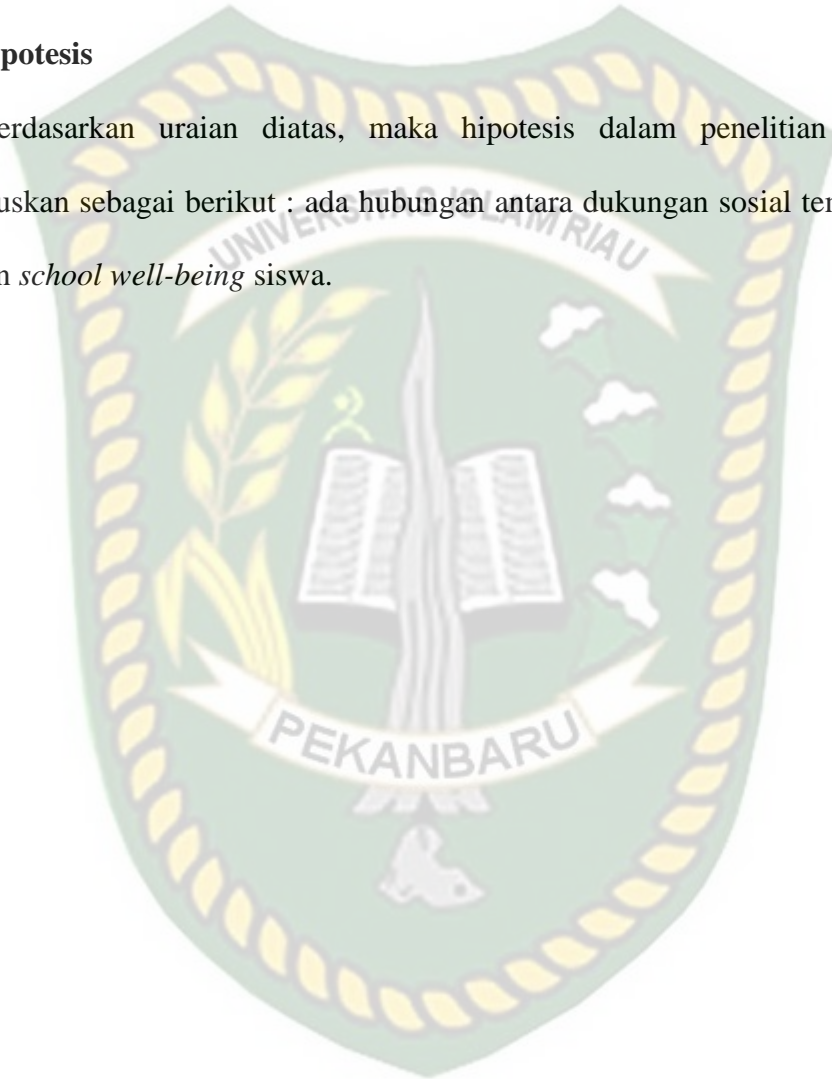 potesis
erdasarkan uraian diatas, maka hipotesis dalam penelitian
uskan sebagai berikut : ada hubungan antara dukungan sosial ter
n school well-being siswa.
UNIVERSITAS ISLAM RIAU
PEKANBARU